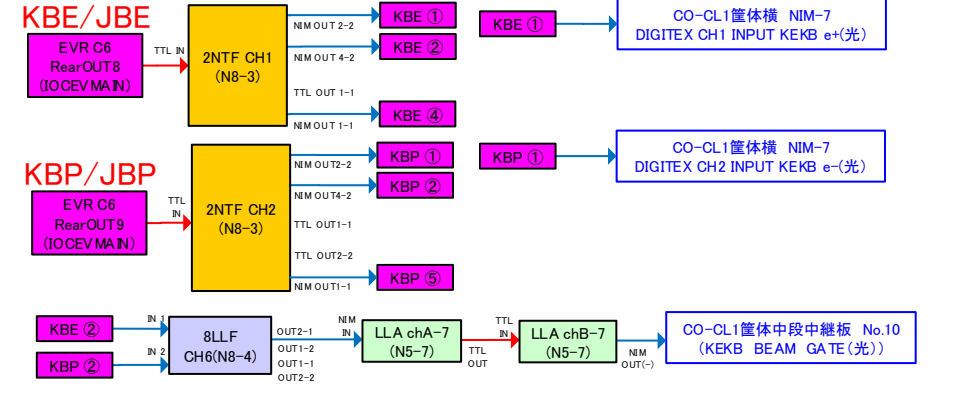 KBE/JBE
EVR C6
RearOUT8
(IOCEVMAIN)
TTL IN
2NTF CH1
(N8-3)
NIM OUT 2-2
KBE ①
NIM OUT 4-2
KBE ②
TTL OUT 1-1
NIM OUT 1-1
KBE ④
KBE ①
CO-CL1筐体横 NIM-7
DIGITEX CH1 INPUT KEKB e+(光)
KBP/JBP
EVR C6
RearOUT9
(IOCEVMAIN)
TTL
IN
2NTF CH2
(N8-3)
NIM OUT2-2
KBP ①
NIM OUT4-2
KBP ②
TTL OUT1-1
TTL OUT2-2
NIM OUT1-1
KBP ⑤
KBP ①
CO-CL1筐体横 NIM-7
DIGITEX CH2 INPUT KEKB e-(光)
KBE ②
IN 1
KBP ②
IN 2
8LLF
CH6(N8-4)
OUT2-1
OUT1-2
OUT1-1
OUT2-2
NIM
IN
LLA chA-7
(N5-7)
TTL
OUT
TTL
IN
LLA chB-7
(N5-7)
NIM
OUT(-)
CO-CL1筐体中段中継板 No.10
(KEKB BEAM GATE(光))